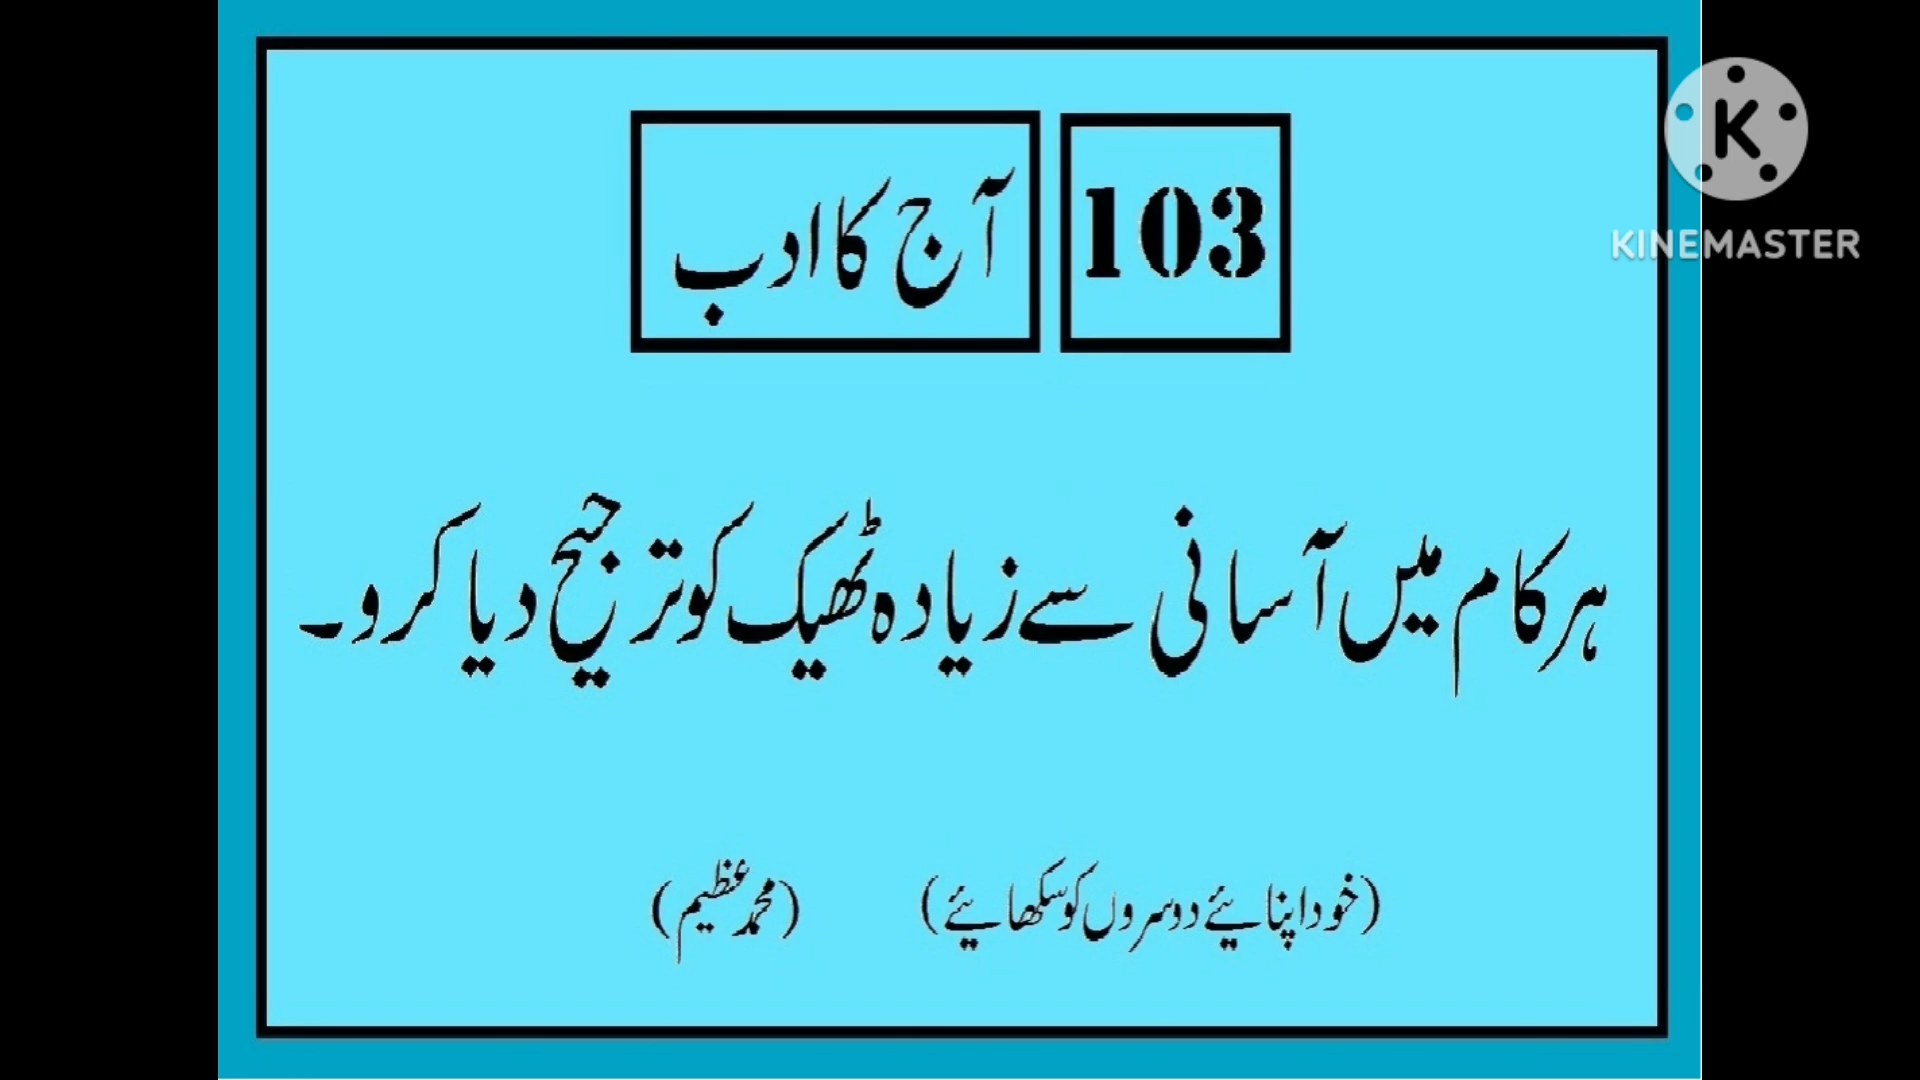 103 آج کا ادب
KINEMASTER
ہر کام میں آسانی سے زیادہ ٹھیک کو ترجیح دیا کرو۔
(خود اپنایئے دوسروں کو سکھایئے) (محمد عظیم)